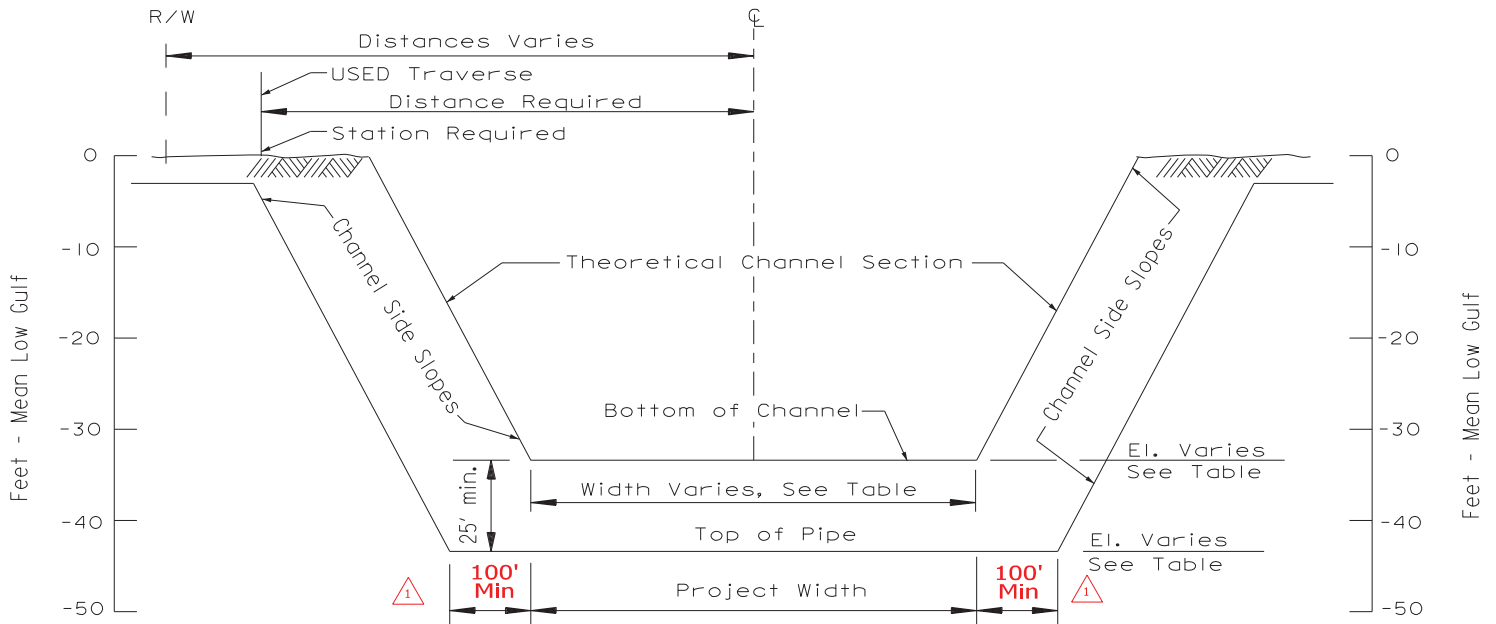 R/W
℄
Distances Varies
USED Traverse
Distance Required
Station Required
0
-10
-20
-30
-40
-50
Feet - Mean Low Gulf
0
-10
-20
-30
-40
-50
Feet - Mean Low Gulf
Channel Side Slopes
Theoretical Channel Section
Channel Side Slopes
Bottom of Channel
El. Varies
See Table
25' min.
Width Varies, See Table
Top of Pipe
El. Varies
See Table
1
100'
Min
Project Width
100'
Min
1